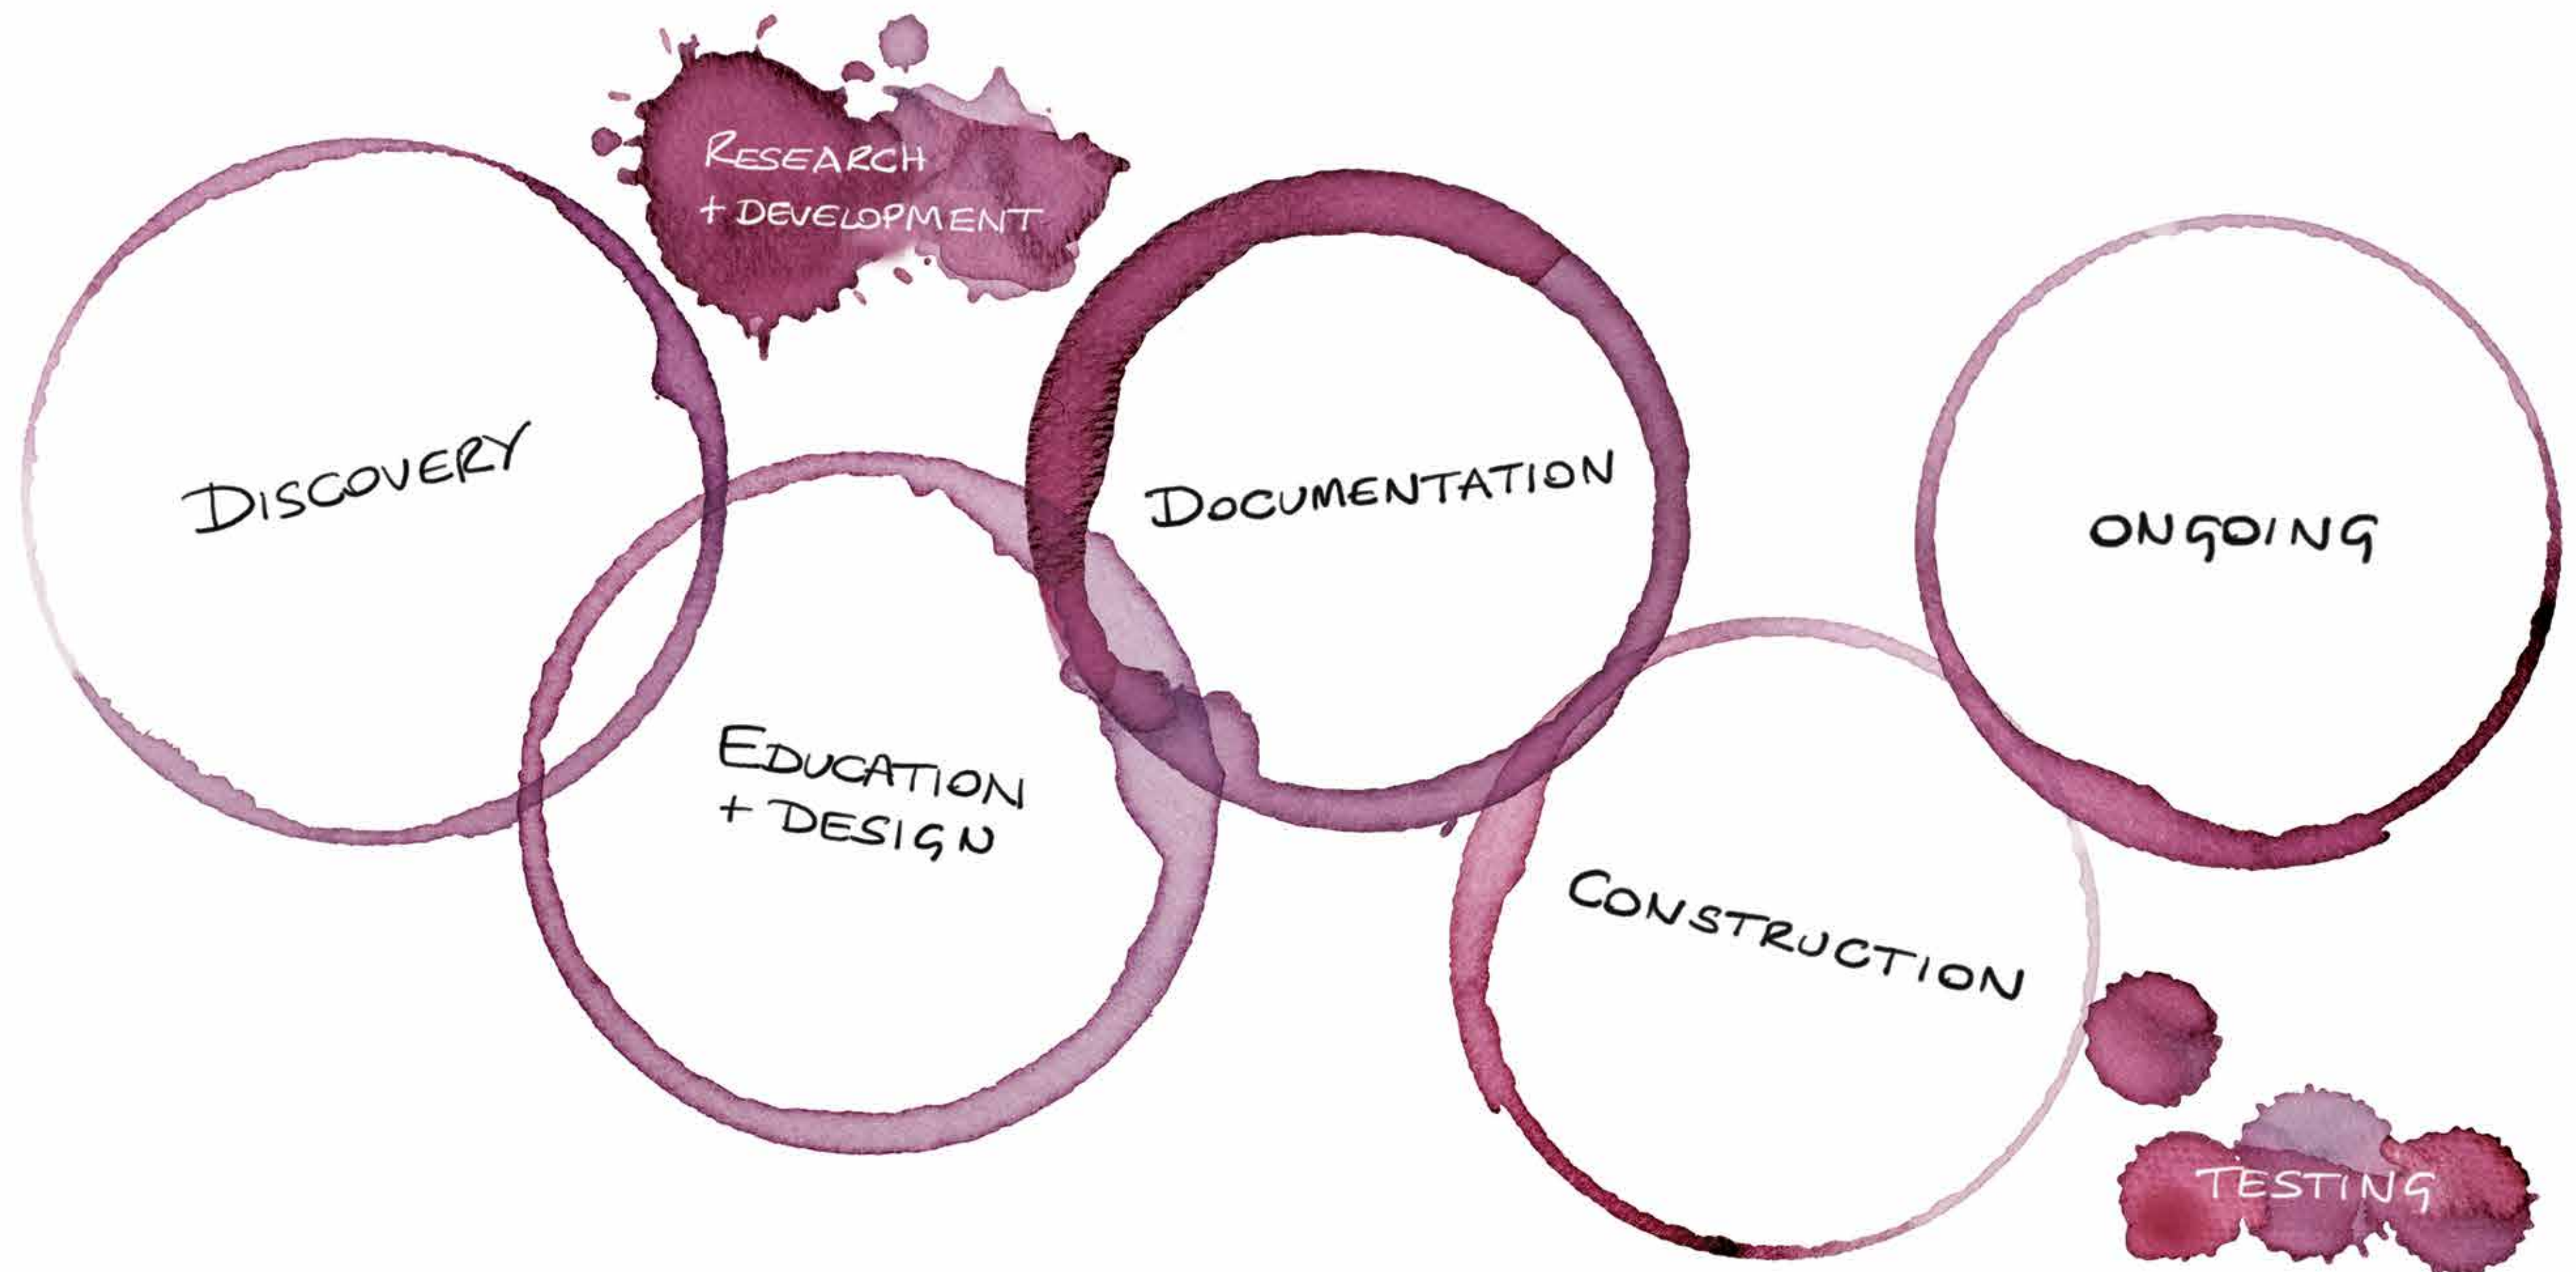 RESEARCH
+ DEVELOPMENT
DISCOVERY
EDUCATION
+ DESIGN
DOCUMENTATION
CONSTRUCTION
ONGOING
TESTING